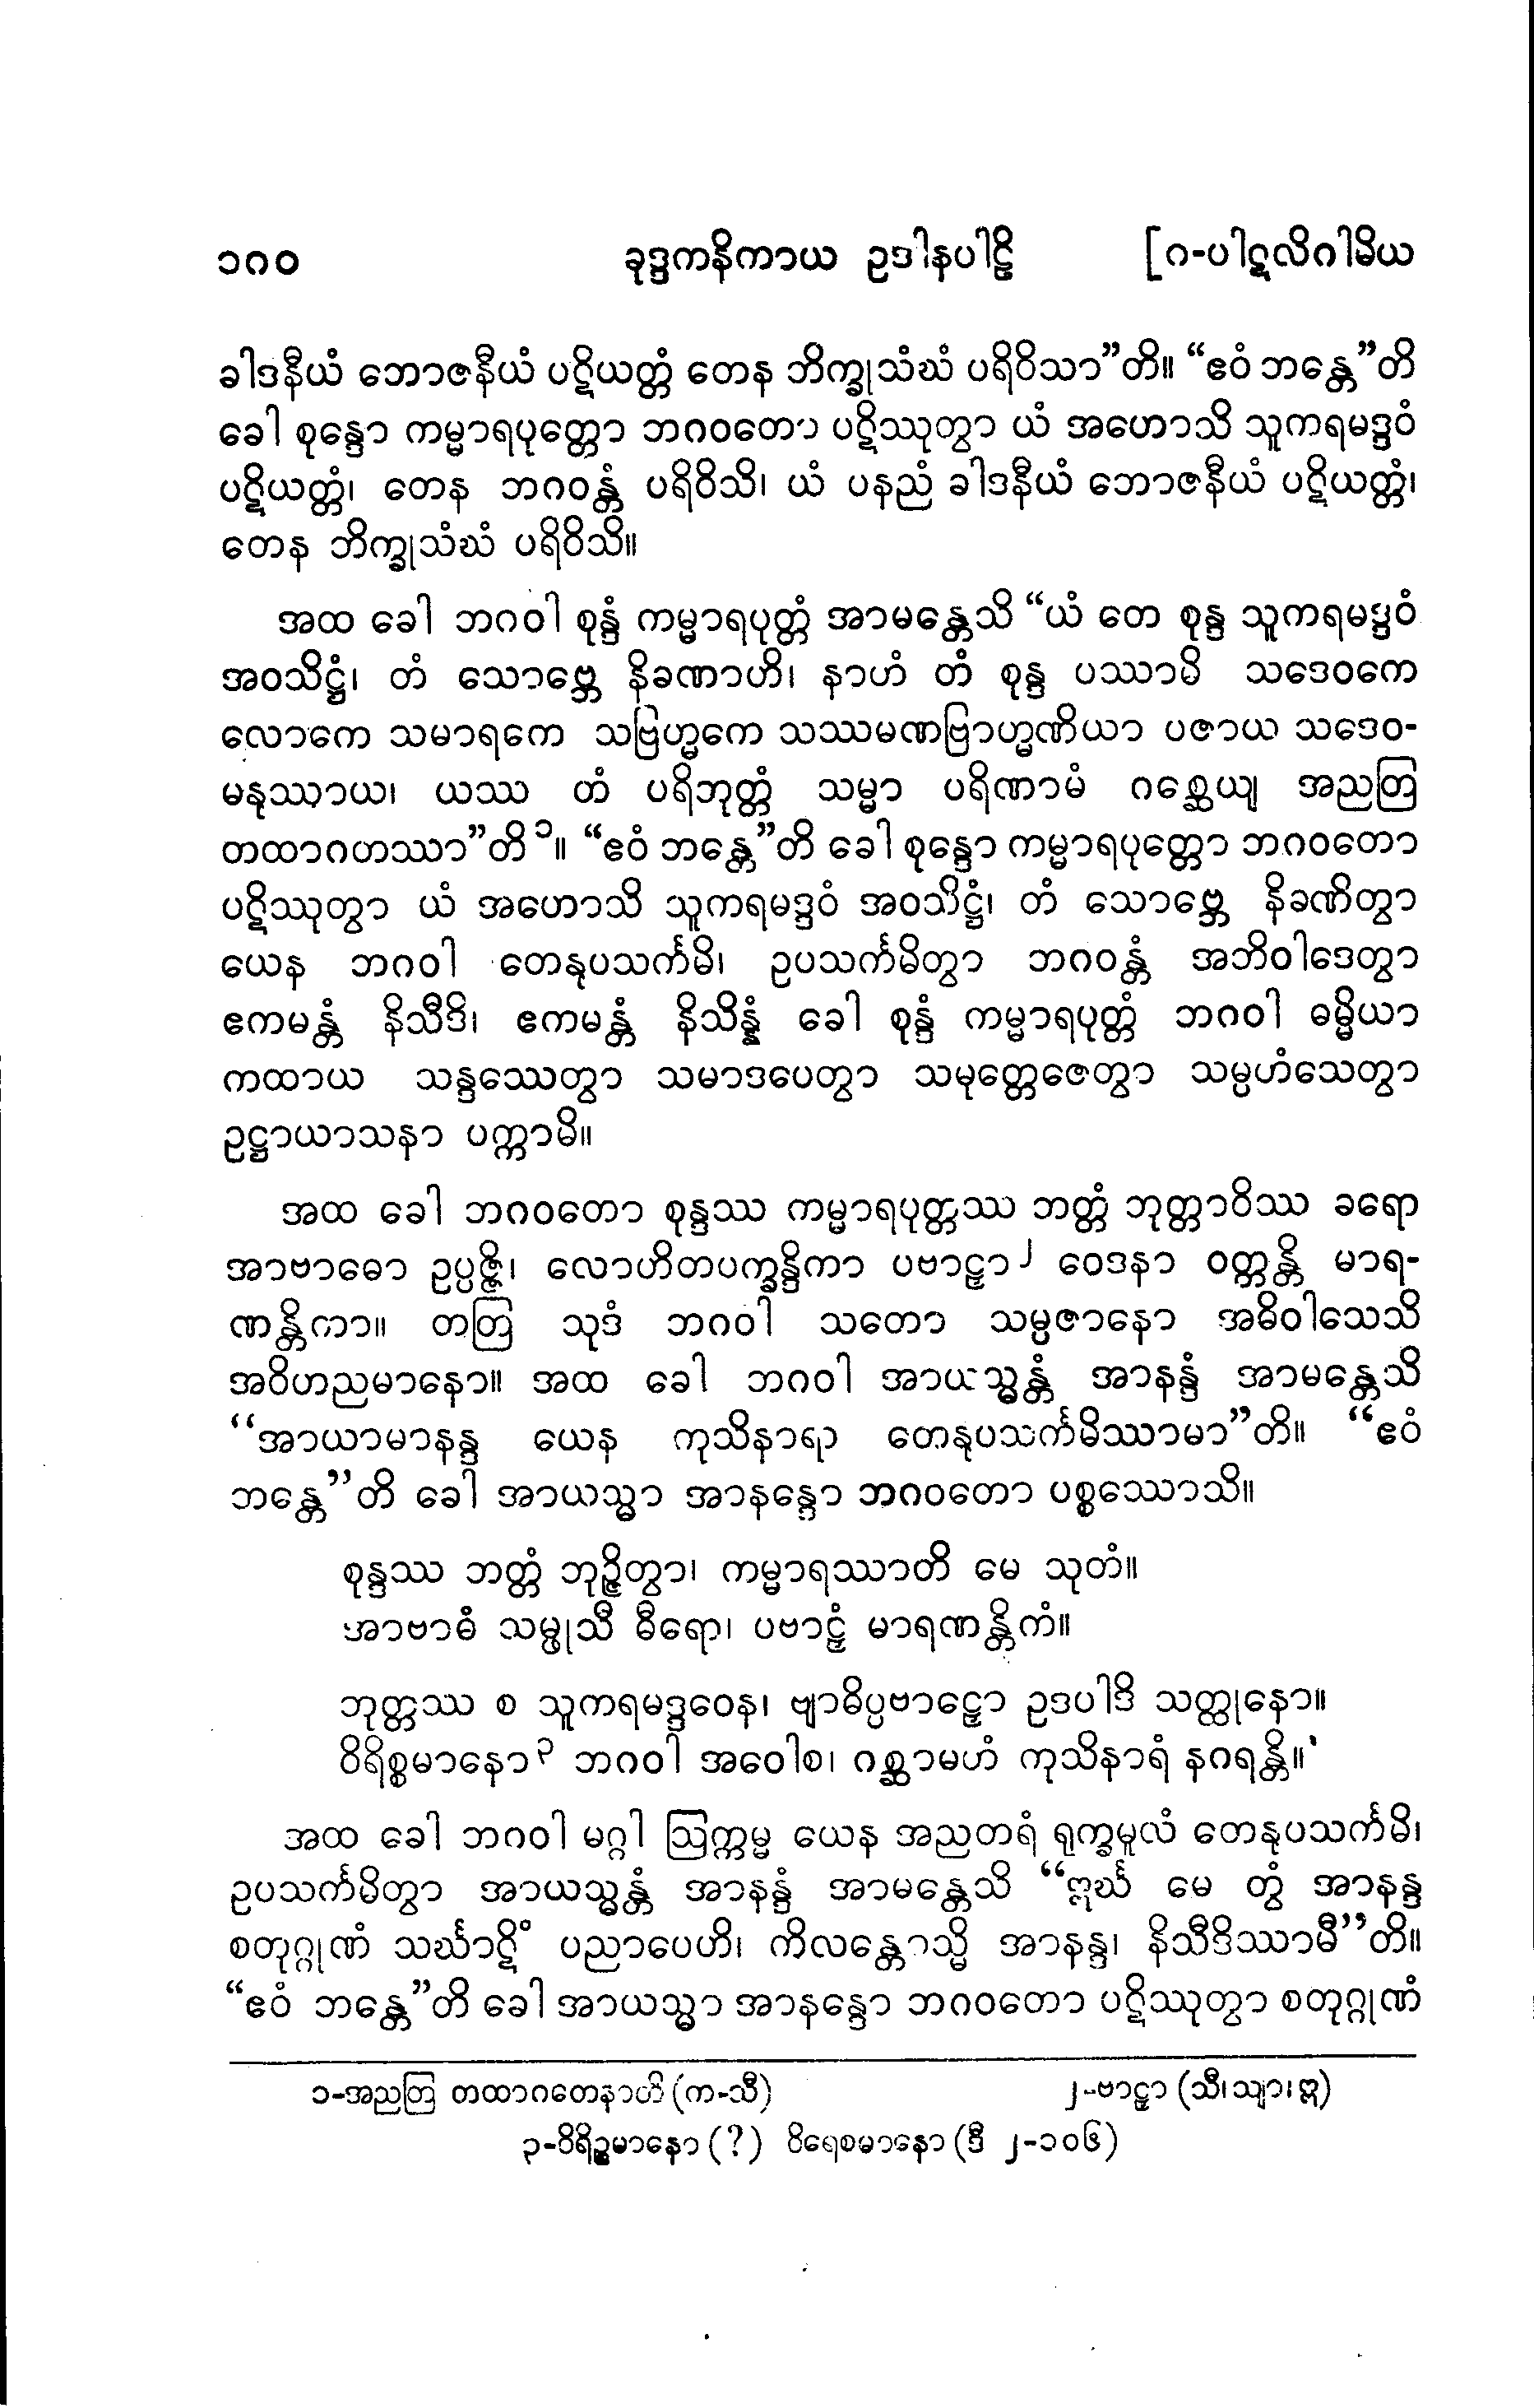 ၁၈၀ ခုဒ္ဒကနိကာယ ဥဒါနပါဠိ [၈-ပါဋလိဂါမိယ
ခါဒနီယံ ဘောဇနီယံ ပဋိယတ္တံ တေန ဘိက္ခုသံဃံ ပရိဝိသာ”တိ။ “ဧဝံ ဘန္တေ”တိ
ခေါ စုန္ဒော ကမ္မာရပုတ္တော ဘဂဝတော ပဋိဿုတွာ ယံ အဟောသိ သူကရမဒ္ဒဝံ
ပဋိယတ္တံ၊ တေန ဘဂဝန္တံ ပရိဝိသိ၊ ယံ ပနညံ ခါဒနီယံ ဘောဇနီယံ ပဋိယတ္တံ၊
တေန ဘိက္ခုသံဃံ ပရိဝိသိ။
အထ ခေါ ဘဂဝါ စုန္ဒံ ကမ္မာရပုတ္တံ အာမန္တေသိ “ယံ တေ စုန္ဒ သူကရမဒ္ဒဝံ
အဝသိဋ္ဌံ၊ တံ သောဗ္ဘေ နိခဏာဟိ၊ နာဟံ တံ စုန္ဒ ပဿာမိ သဒေဝကေ
လောကေ သမာရကေ သဗြဟ္မကေ သဿမဏဗြာဟ္မဏိယာ ပဇာယ သဒေဝ-
မနုဿာယ၊ ယဿ တံ ပရိဘုတ္တံ သမ္မာ ပရိဏာမံ ဂစ္ဆေယျ အညတြ
တထာဂတဿာ”တိ၁။ “ဧဝံ ဘန္တေ”တိ ခေါ စုန္ဒော ကမ္မာရပုတ္တော ဘဂဝတော
ပဋိဿုတွာ ယံ အဟောသိ သူကရမဒ္ဒဝံ အဝသိဋ္ဌံ၊ တံ သောဗ္ဘေ နိခဏိတွာ
ယေန ဘဂဝါ တေနုပသင်္ကမိ၊ ဥပသင်္ကမိတွာ ဘဂဝန္တံ အဘိဝါဒေတွာ
ဧကမန္တံ နိသီဒိ၊ ဧကမန္တံ နိသိန္နံ ခေါ စုန္ဒံ ကမ္မာရပုတ္တံ ဘဂဝါ ဓမ္မိယာ
ကထာယ သန္ဒဿေတွာ သမာဒပေတွာ သမုတ္တေဇေတွာ သမ္ပဟံသေတွာ
ဥဋ္ဌာယာသနာ ပက္ကာမိ။
အထ ခေါ ဘဂဝတော စုန္ဒဿ ကမ္မာရပုတ္တဿ ဘတ္တံ ဘုတ္တာဝိဿ ခရော
အာဗာဓော ဥပ္ပဇ္ဇိ၊ လောဟိတပက္ခန္ဒိကာ ပဗာဠှာ၂ ဝေဒနာ ဝတ္တန္တိ မာရ-
ဏန္တိကာ။ တတြ သုဒံ ဘဂဝါ သတော သမ္ပဇာနော အဓိဝါသေသိ
အဝိဟညမာနော။ အထ ခေါ ဘဂဝါ အာယသ္မန္တံ အာနန္ဒံ အာမန္တေသိ
“အာယာမာနန္ဒ ယေန ကုသိနာရာ တေနုပသင်္ကမိဿာမာ”တိ။ “ဧဝံ
ဘန္တေ”တိ ခေါ အာယသ္မာ အာနန္ဒော ဘဂဝတော ပစ္စဿောသိ။
စုန္ဒဿ ဘတ္တံ ဘုဉ္ဇိတွာ၊ ကမ္မာရဿာတိ မေ သုတံ။
အာဗာဓံ သမ္ဖုသီ ဓီရော၊ ပဗာဠှံ မာရဏန္တိကံ။
ဘုတ္တဿ စ သူကရမဒ္ဒဝေန၊ ဗျာဓိပ္ပဗာဠှော ဥဒပါဒိ သတ္ထုနော။
ဝိရိစ္စမာနော၃ ဘဂဝါ အဝေါစ၊ ဂစ္ဆာမဟံ ကုသိနာရံ နဂရန္တိ။
အထ ခေါ ဘဂဝါ မဂ္ဂါ ဩက္ကမ္မ ယေန အညတရံ ရုက္ခမူလံ တေနုပသင်္ကမိ၊
ဥပသင်္ကမိတွာ အာယသ္မန္တံ အာနန္ဒံ အာမန္တေသိ “ဣင်္ဃ မေ တွံ အာနန္ဒ
စတုဂ္ဂုဏံ သင်္ဃာဋိံ ပညာပေဟိ၊ ကိလန္တောသ္မိ အာနန္ဒ၊ နိသီဒိဿာမီ”တိ။
“ဧဝံ ဘန္တေ”တိ ခေါ အာယသ္မာ အာနန္ဒော ဘဂဝတော ပဋိဿုတွာ စတုဂ္ဂုဏံ
၁-အညတြ တထာဂတေနာတိ (က-သီ) ၂-ဗာဠှာ (သီ၊သျာ၊ဣ)
၃-ဝိရိဉ္စမာနော (?) ဝိရေစမာနော (ဒီ ၂-၁၀၆)